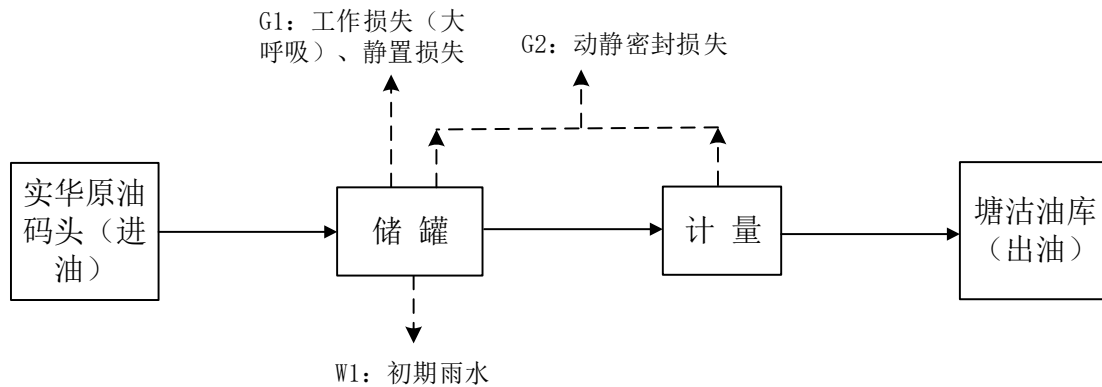 G1：工作损失（大
呼吸）、静置损失
G2：动静密封损失
实华原油
码头（进
油）
储 罐
计 量
塘沽油库
（出油）
W1：初期雨水